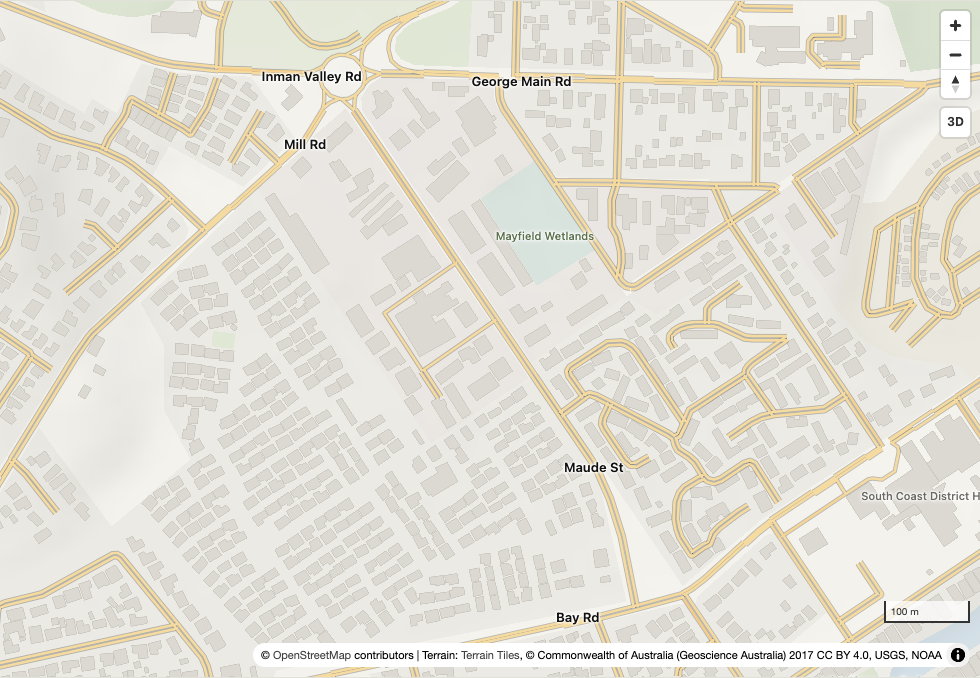 Inman Valley Rd
George Main Rd
3D
Mill Rd
Mayfield Wetlands
Maude St
South Coast District H
100 m
Bay Rd
© OpenStreetMap contributors | Terrain: Terrain Tiles, © Commonwealth of Australia (Geoscience Australia) 2017 CC BY 4.0, USGS, NOAA